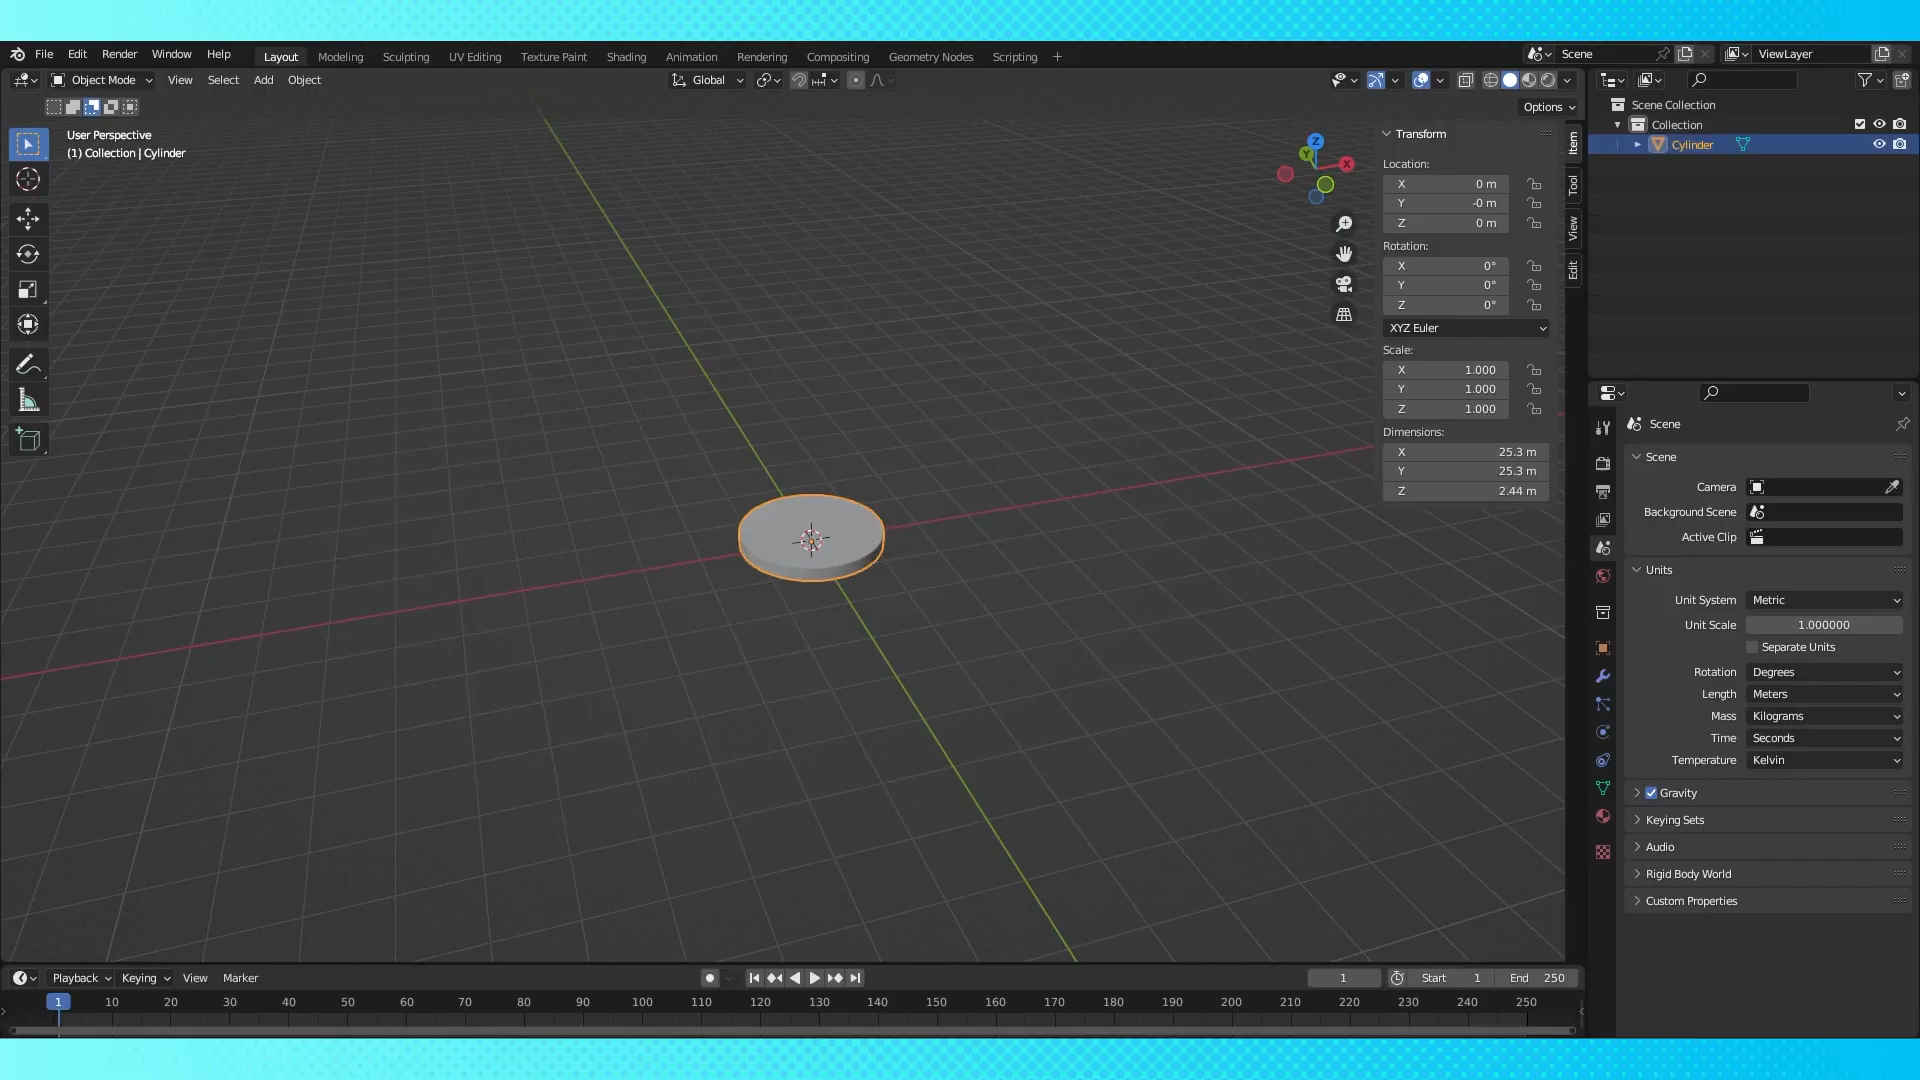 File Edit Render Window Help Layout Modeling Sculpting UV Editing Texture Paint Shading Animation Rendering Compositing Geometry Nodes Scripting + Scene ViewLayer
Object Mode View Select Add Object Global
Options
User Perspective
(1) Collection | Cylinder
Z
Y
X
Transform
Location:
X 0 m
Y -0 m
Z 0 m
Rotation:
X 0°
Y 0°
Z 0°
XYZ Euler
Scale:
X 1.000
Y 1.000
Z 1.000
Dimensions:
X 25.3 m
Y 25.3 m
Z 2.44 m
Item
Tool
View
Edit
Scene Collection
Collection
Cylinder
Scene
Scene
Camera
Background Scene
Active Clip
Units
Unit System Metric
Unit Scale 1.000000
Separate Units
Rotation Degrees
Length Meters
Mass Kilograms
Time Seconds
Temperature Kelvin
Gravity
Keying Sets
Audio
Rigid Body World
Custom Properties
Playback Keying View Marker 1 Start 1 End 250
1 10 20 30 40 50 60 70 80 90 100 110 120 130 140 150 160 170 180 190 200 210 220 230 240 250